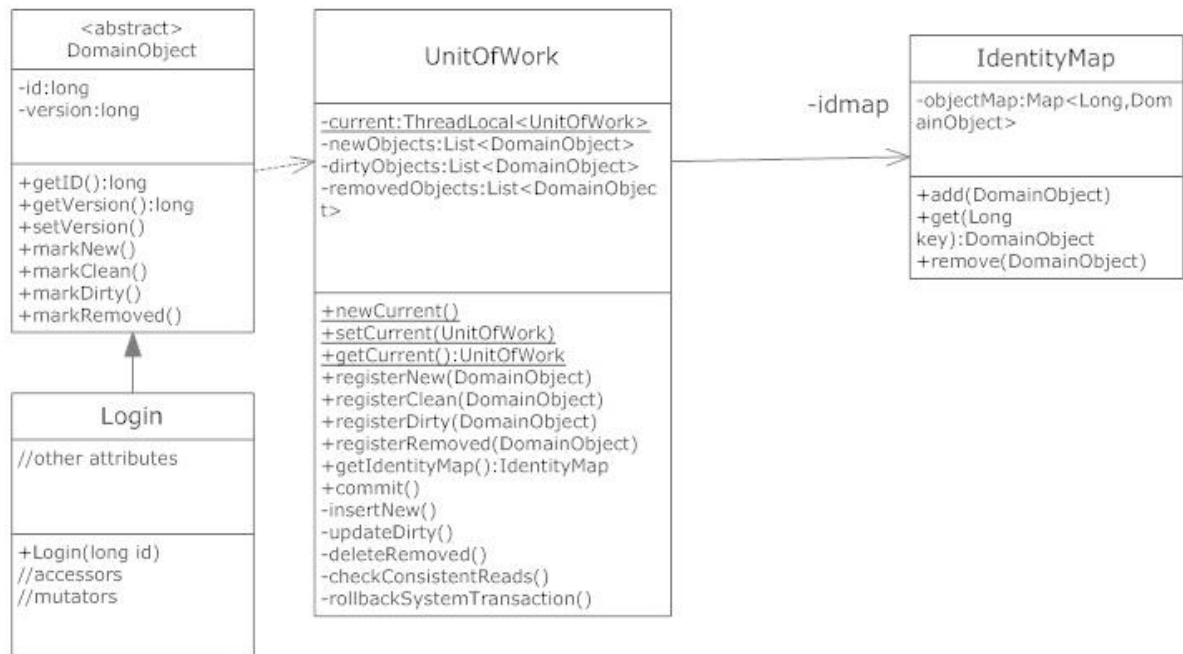 <abstract>
DomainObject
-id:long
-version:long
+getID():long
+getVersion():long
+setVersion()
+markNew()
+markClean()
+markDirty()
+markRemoved()
Login
//other attributes
+Login(long id)
//accessors
//mutators
UnitOfWork
-current:ThreadLocal<UnitOfWork>
-newObjects:List<DomainObject>
-dirtyObjects:List<DomainObject>
-removedObjects:List<DomainObjec
t>
+newCurrent()
+setCurrent(UnitOfWork)
+getCurrent():UnitOfWork
+registerNew(DomainObject)
+registerClean(DomainObject)
+registerDirty(DomainObject)
+registerRemoved(DomainObject)
+getIdentityMap():IdentityMap
+commit()
-insertNew()
-updateDirty()
-deleteRemoved()
-checkConsistentReads()
-rollbackSystemTransaction()
-idmap
IdentityMap
-objectMap:Map<Long,Dom
ainObject>
+add(DomainObject)
+get(Long
key):DomainObject
+remove(DomainObject)